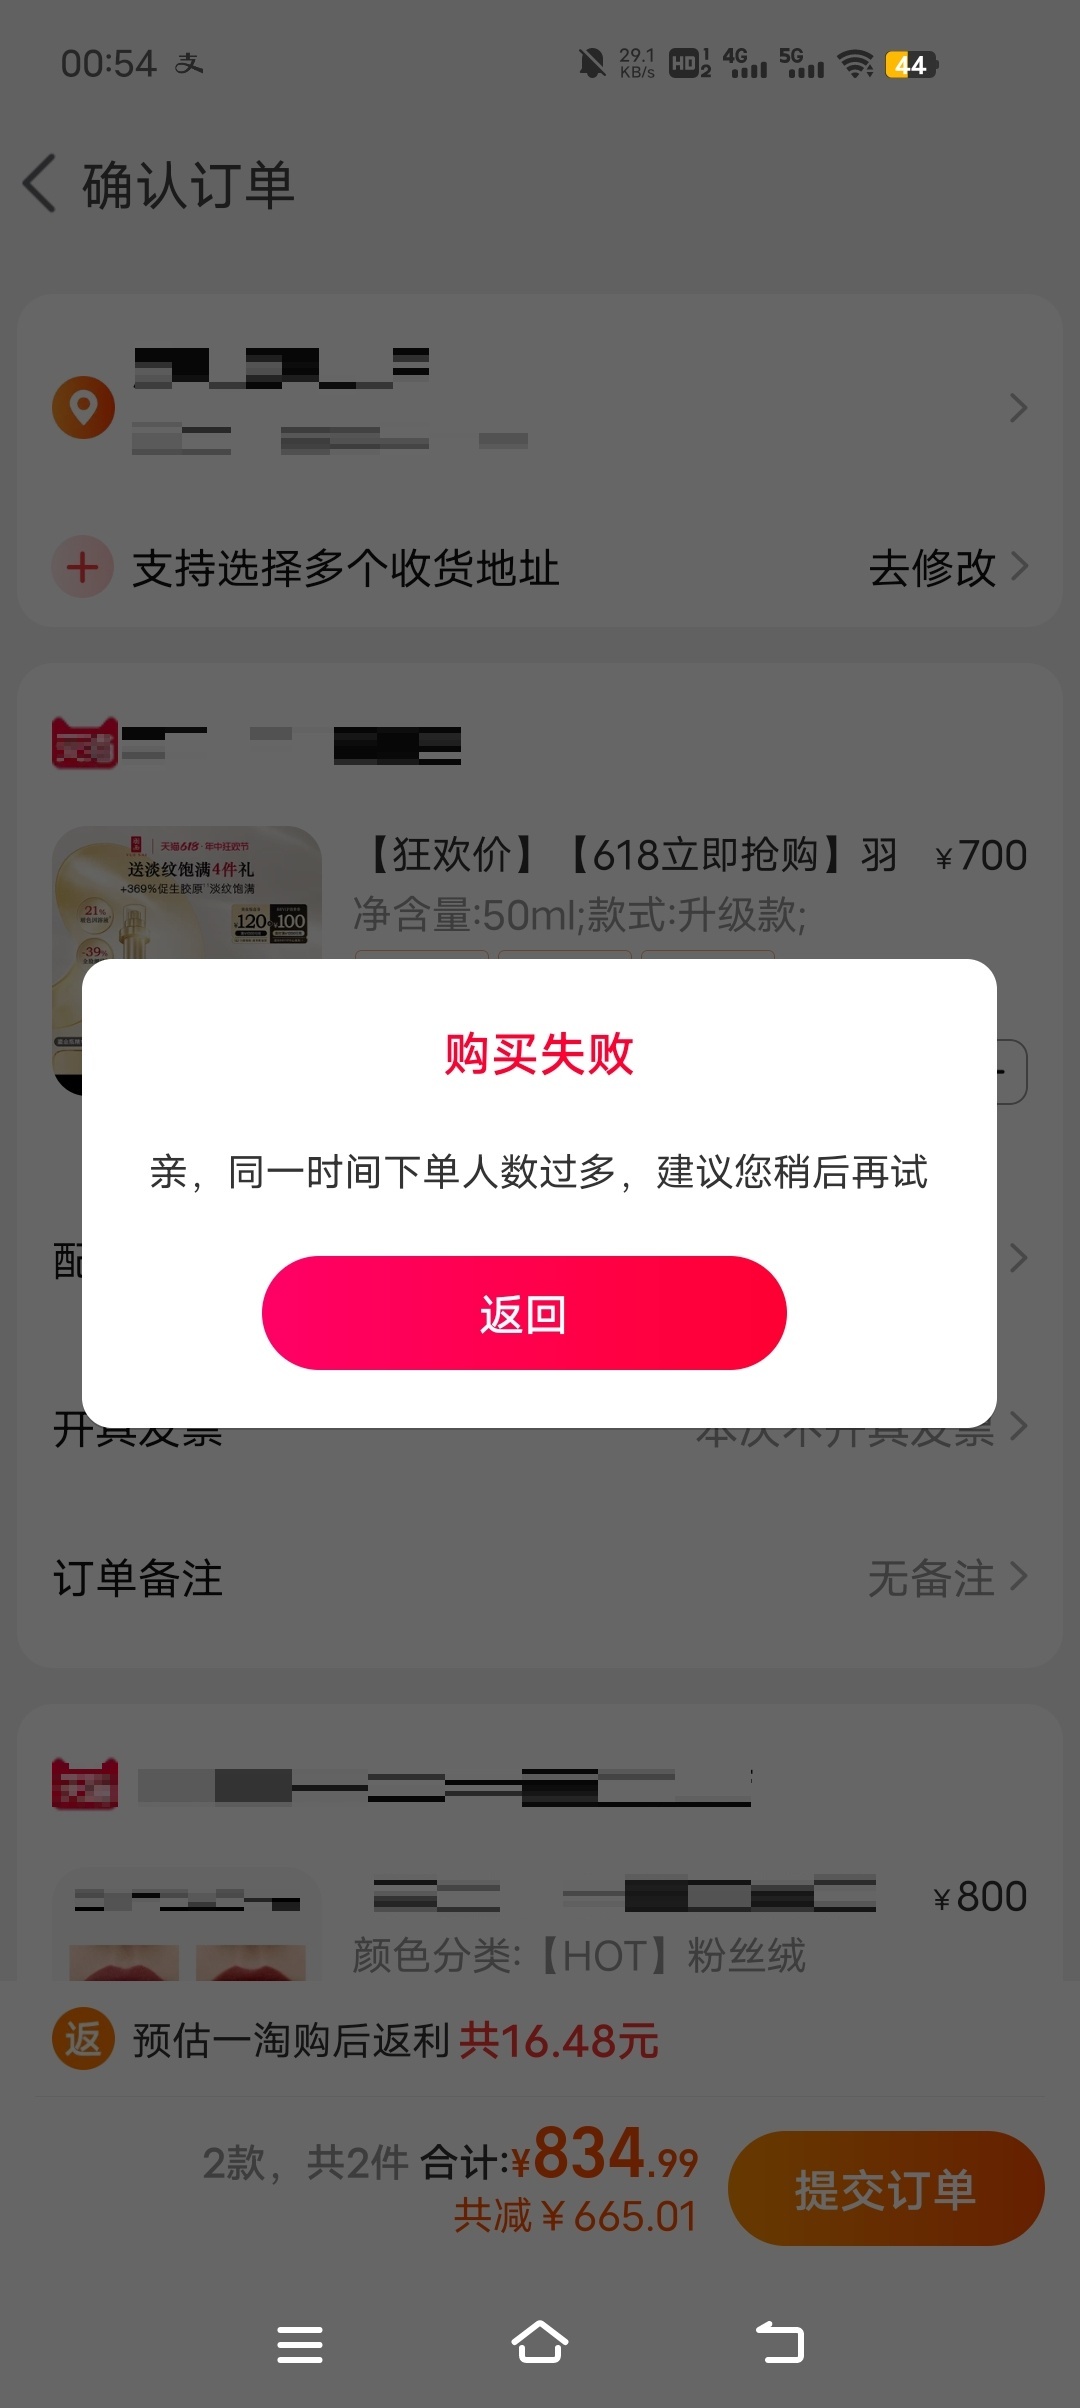 00:54 支
29.1 KB/s HD 1 2 4G 5G 44
确认订单
支持选择多个收货地址 去修改
天猫618·年中狂欢节
送淡纹饱满4件礼
+369%促生胶原 淡纹饱满
21%
¥120 ¥100
-39%
【狂欢价】【618立即抢购】羽 ¥700
净含量:50ml;款式:升级款;
购买失败
亲，同一时间下单人数过多，建议您稍后再试
返回
配
开具发票 本次不开具发票
订单备注 无备注
¥800
颜色分类:【HOT】粉丝绒
返 预估一淘购后返利 共16.48元
2款，共2件 合计:¥834.99
共减¥665.01
提交订单